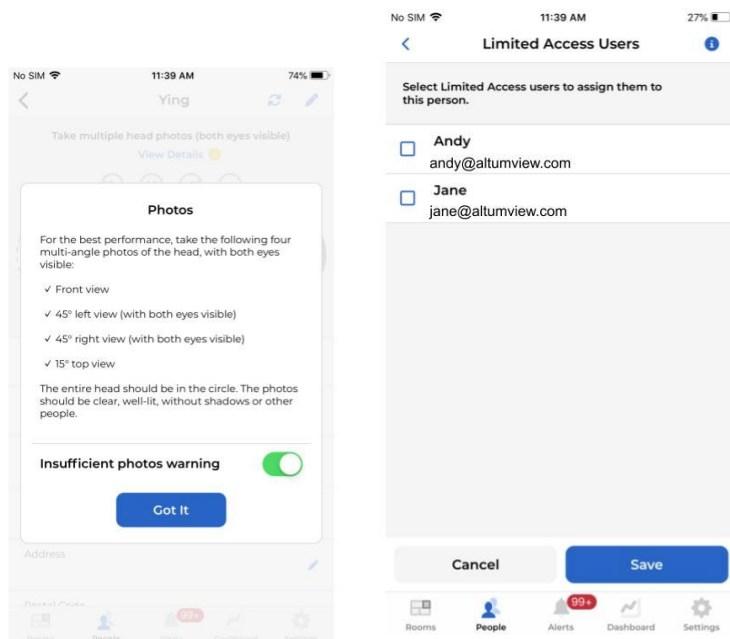 No SIM
11:39 AM
74%
Ying
Take multiple head photos (both eyes visible)
View Details
Photos
For the best performance, take the following four
multi-angle photos of the head, with both eyes
visible:
✓ Front view
✓ 45° left view (with both eyes visible)
✓ 45° right view (with both eyes visible)
✓ 15° top view
The entire head should be in the circle. The photos
should be clear, well-lit, without shadows or other
people.
Insufficient photos warning
Got It
Address
Postal Code
99+
Rooms People Alerts Dashboard Settings
No SIM
11:39 AM
27%
Limited Access Users
Select Limited Access users to assign them to
this person.
Andy
andy@altumview.com
Jane
jane@altumview.com
Cancel
Save
99+
Rooms People Alerts Dashboard Settings